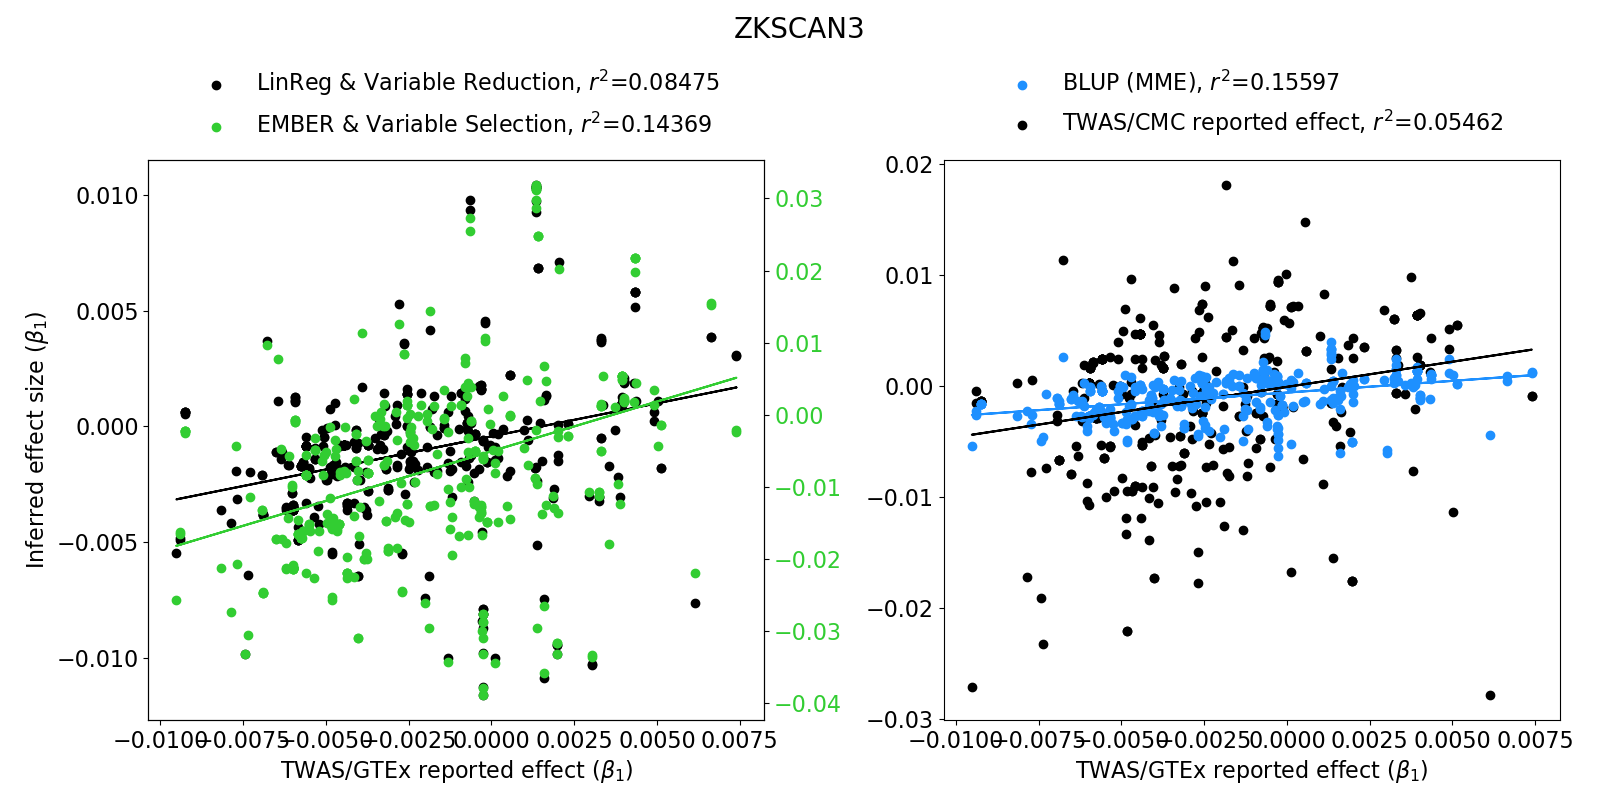 ZKSCAN3
LinReg & Variable Reduction, r²=0.08475
EMBER & Variable Selection, r²=0.14369
BLUP (MME), r²=0.15597
TWAS/CMC reported effect, r²=0.05462
Inferred effect size (β₁)
0.010
0.005
0.000
−0.005
−0.010
0.03
0.02
0.01
0.00
−0.01
−0.02
−0.03
−0.04
−0.0100 −0.0075 −0.0050 −0.0025 0.0000 0.0025 0.0050 0.0075
TWAS/GTEx reported effect (β₁)
0.02
0.01
0.00
−0.01
−0.02
−0.03
−0.0100 −0.0075 −0.0050 −0.0025 0.0000 0.0025 0.0050 0.0075
TWAS/GTEx reported effect (β₁)